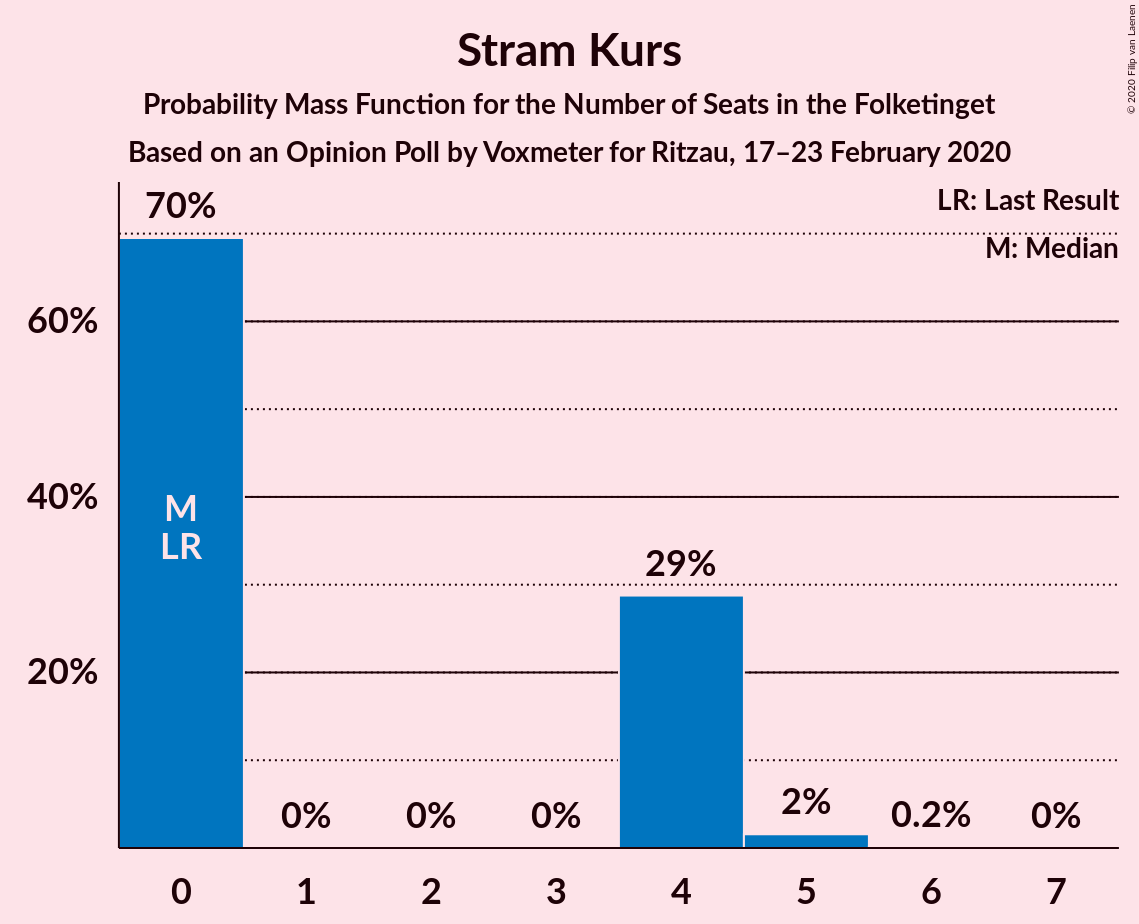 Stram Kurs
Probability Mass Function for the Number of Seats in the Folketinget
Based on an Opinion Poll by Voxmeter for Ritzau, 17–23 February 2020
© 2020 Filip van Laenen
LR: Last Result
M: Median
70%
60%
40%
20%
M
LR
0%
0%
0%
29%
2%
0.2%
0%
0 1 2 3 4 5 6 7